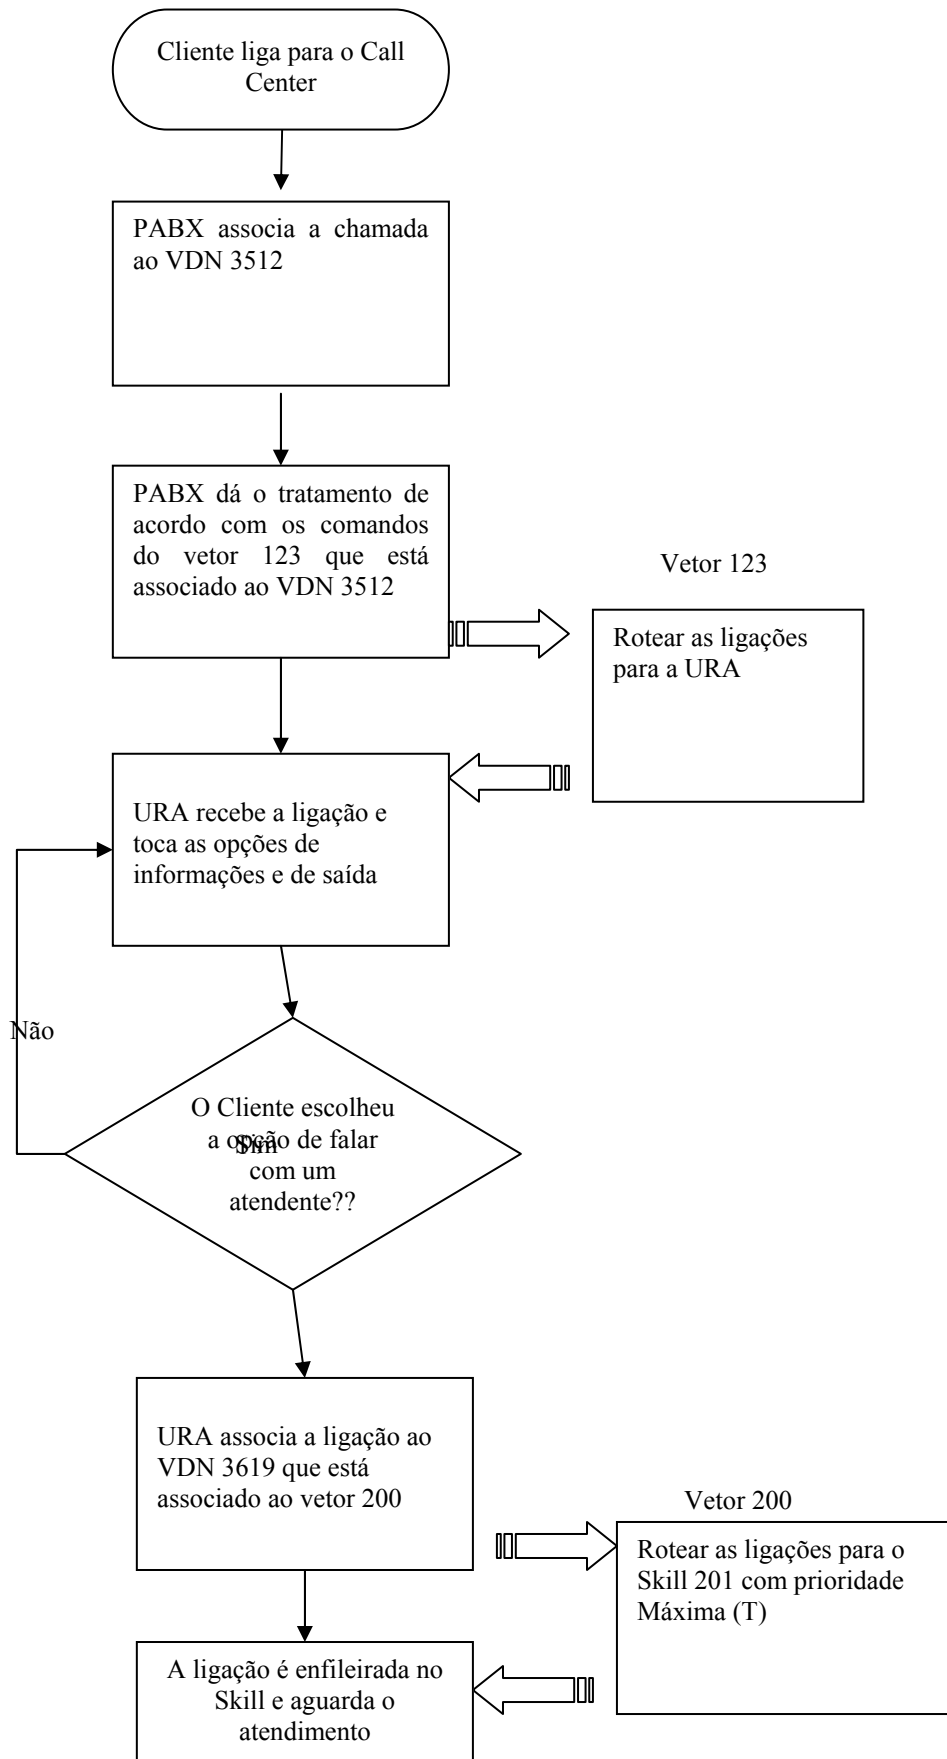 Cliente liga para o Call
Center
PABX associa a chamada
ao VDN 3512
PABX dá o tratamento de
acordo com os comandos
do vetor 123 que está
associado ao VDN 3512
Vetor 123
Rotear as ligações
para a URA
URA recebe a ligação e
toca as opções de
informações e de saída
Não
O Cliente escolheu
a opção de falar
Sim
com um
atendente??
URA associa a ligação ao
VDN 3619 que está
associado ao vetor 200
Vetor 200
Rotear as ligações para o
Skill 201 com prioridade
Máxima (T)
A ligação é enfileirada no
Skill e aguarda o
atendimento